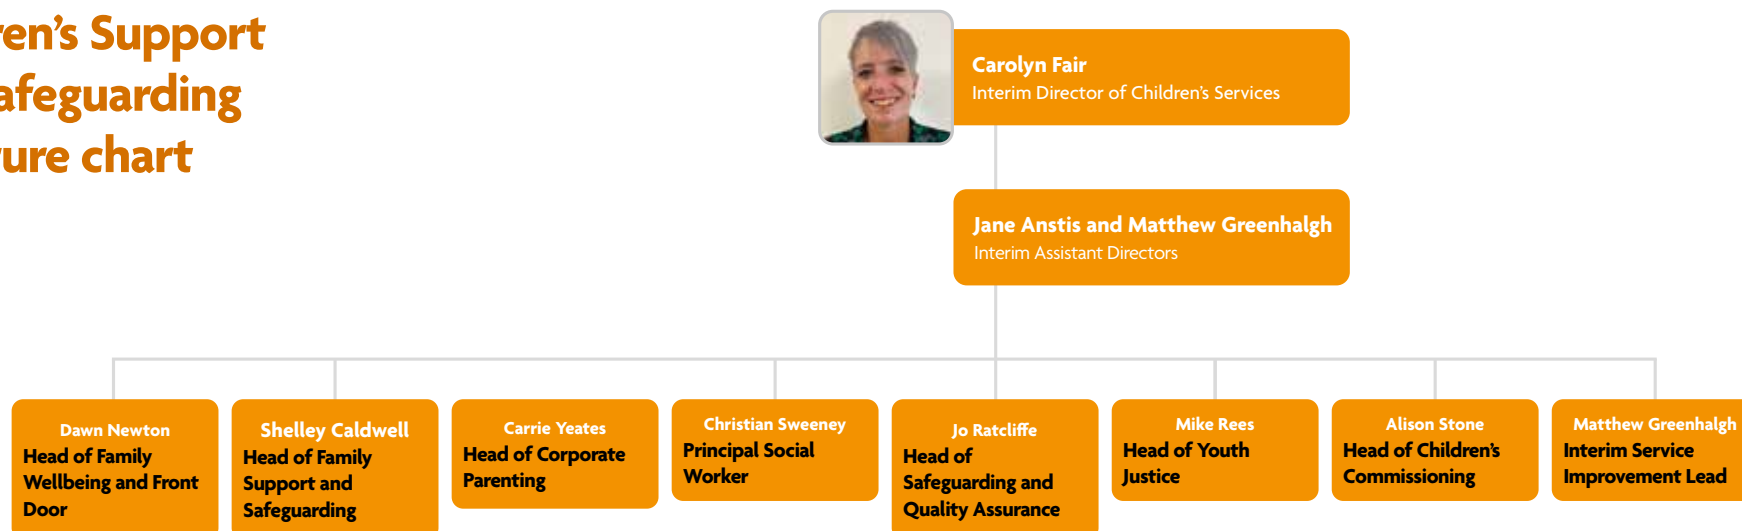 ren's Support
afeguarding
ure chart
Carolyn Fair
Interim Director of Children's Services
Jane Anstis and Matthew Greenhalgh
Interim Assistant Directors
Dawn Newton
Head of Family
Wellbeing and Front
Door
Shelley Caldwell
Head of Family
Support and
Safeguarding
Carrie Yeates
Head of Corporate
Parenting
Christian Sweeney
Principal Social
Worker
Jo Ratcliffe
Head of
Safeguarding and
Quality Assurance
Mike Rees
Head of Youth
Justice
Alison Stone
Head of Children's
Commissioning
Matthew Greenhalgh
Interim Service
Improvement Lead